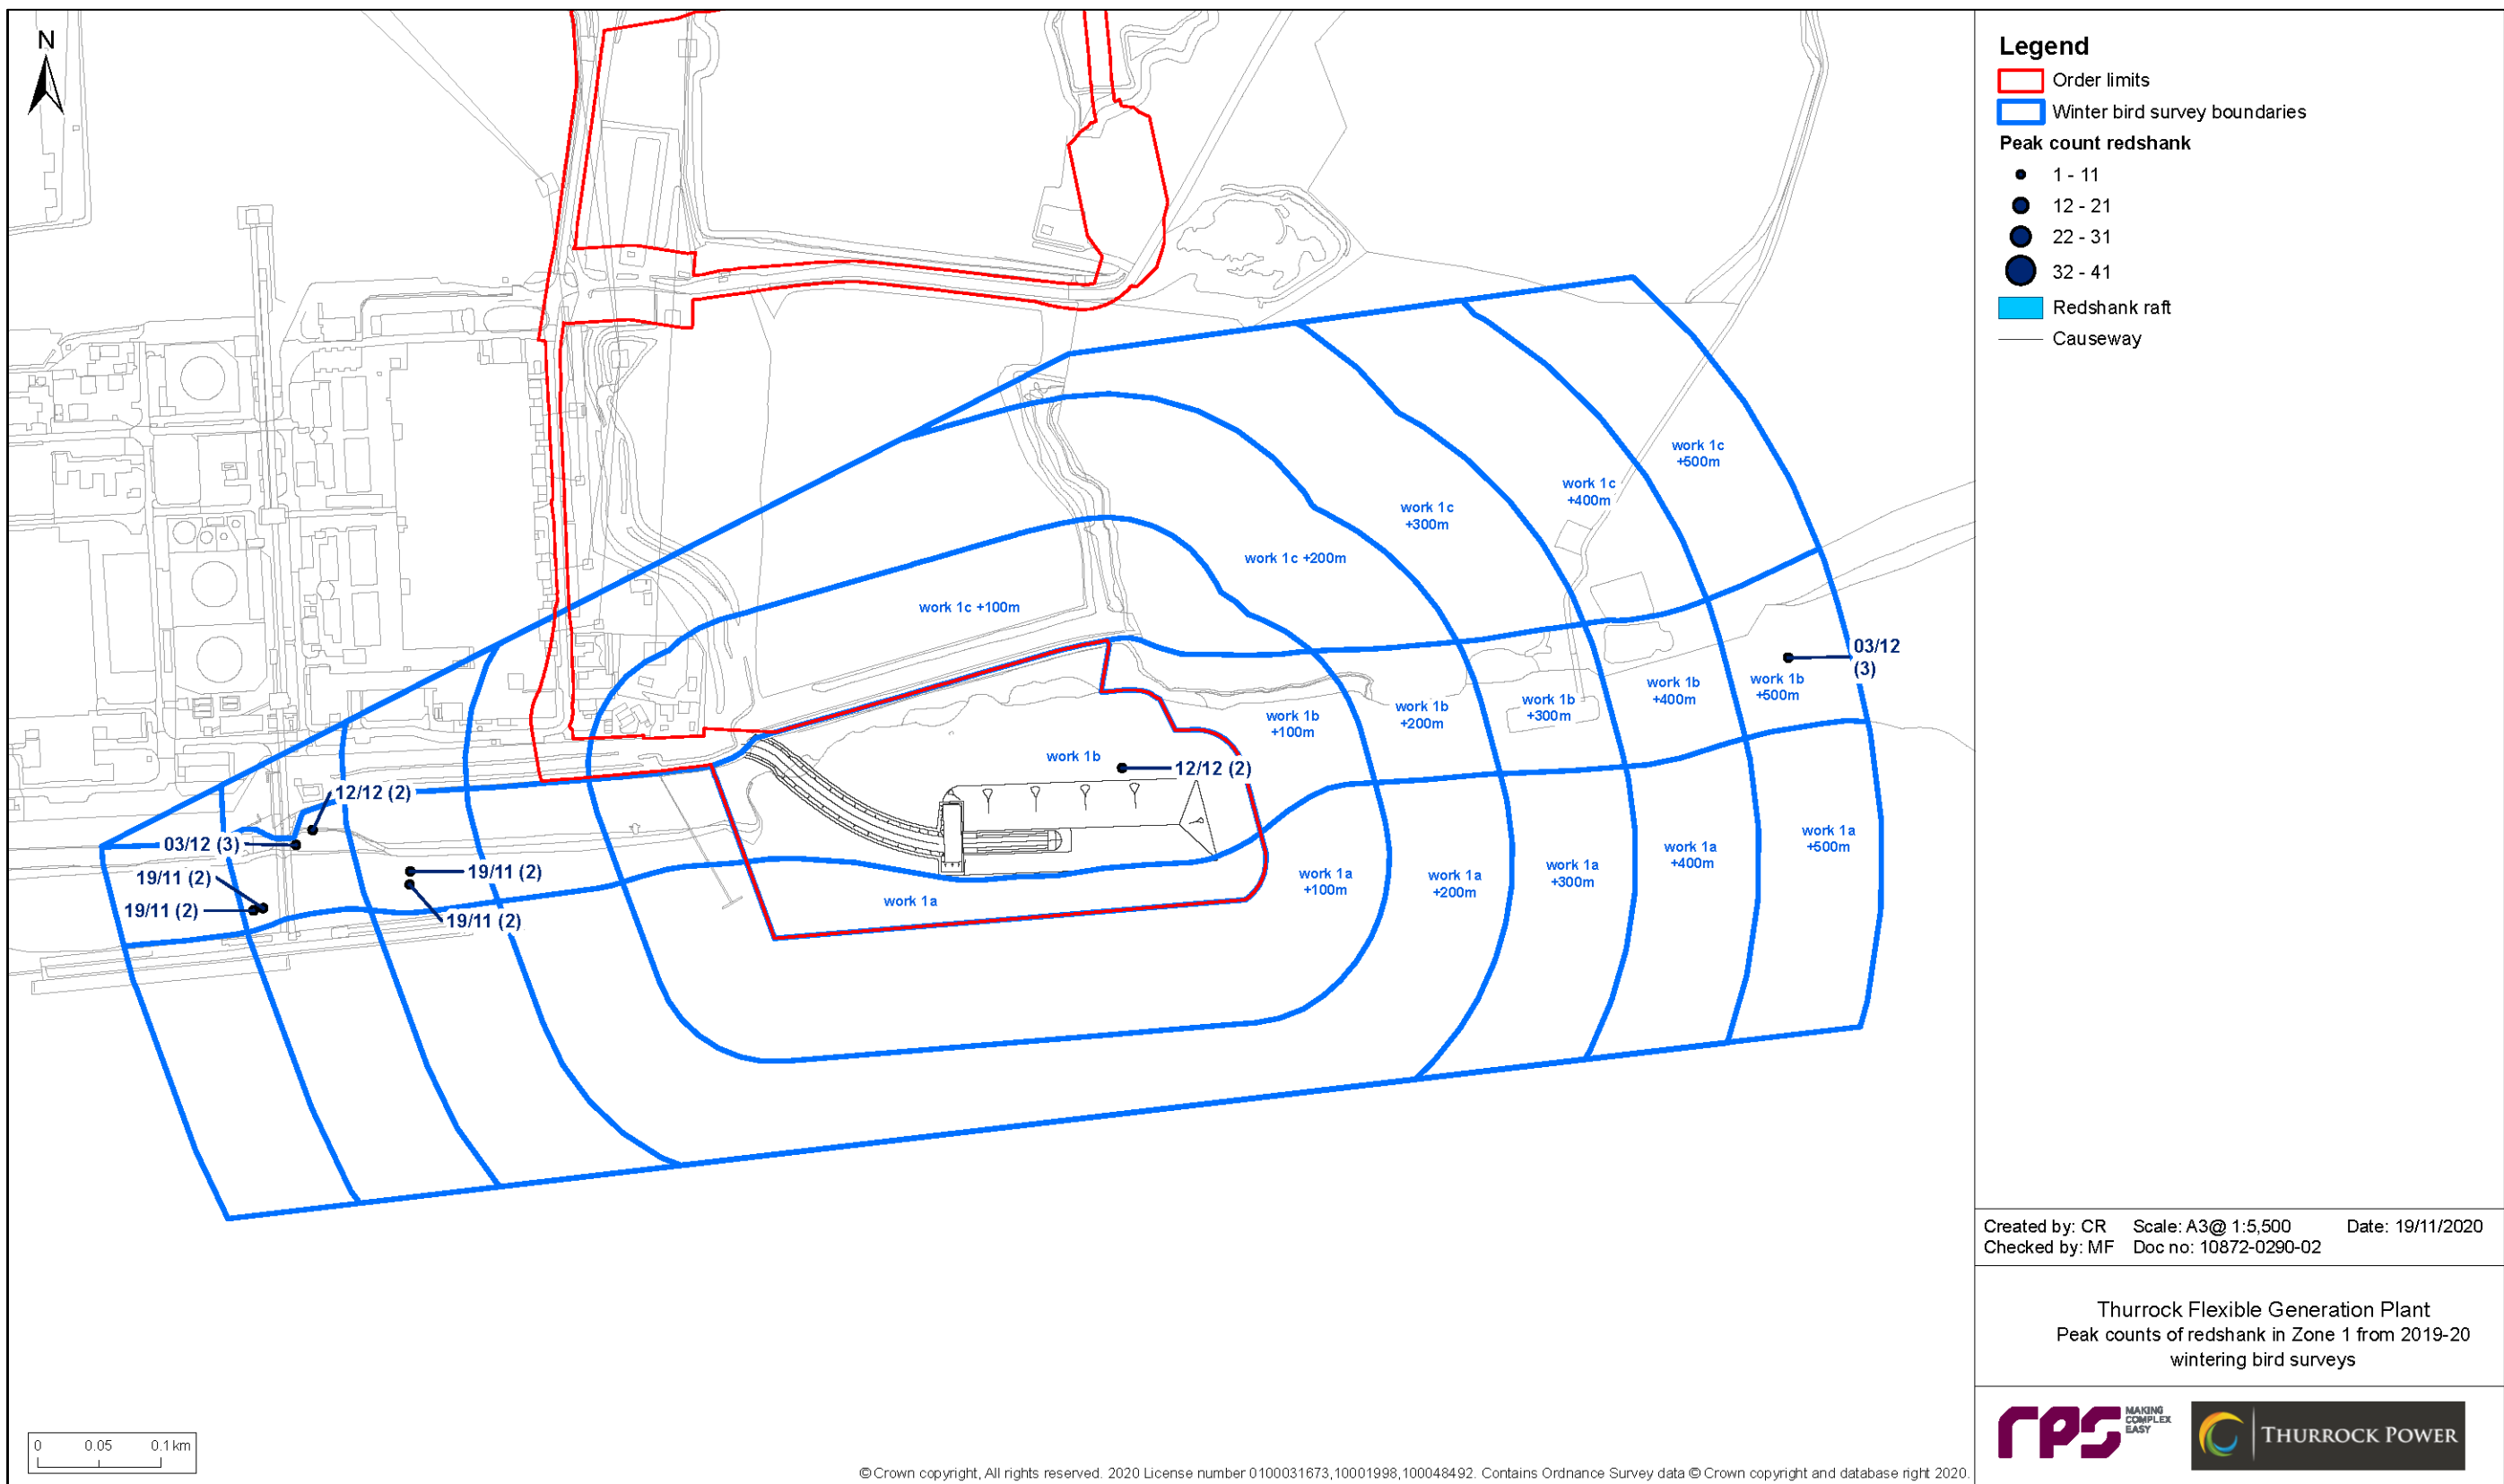 N
work 1c
+500m
work 1c
+400m
work 1c
+300m
work 1c +200m
work 1c +100m
03/12
(3)
work 1b
+500m
work 1b
+400m
work 1b
+300m
work 1b
+200m
work 1b
+100m
work 1b
12/12 (2)
12/12 (2)
03/12 (3)
19/11 (2)
19/11 (2)
19/11 (2)
19/11 (2)
work 1a
work 1a
+100m
work 1a
+200m
work 1a
+300m
work 1a
+400m
work 1a
+500m
0 0.05 0.1 km
© Crown copyright, All rights reserved. 2020 License number 0100031673,10001998,100048492. Contains Ordnance Survey data © Crown copyright and database right 2020.
Legend
Order limits
Winter bird survey boundaries
Peak count redshank
1 - 11
12 - 21
22 - 31
32 - 41
Redshank raft
Causeway
Created by: CR Scale: A3@ 1:5,500 Date: 19/11/2020
Checked by: MF Doc no: 10872-0290-02
Thurrock Flexible Generation Plant
Peak counts of redshank in Zone 1 from 2019-20
wintering bird surveys
rps MAKING
COMPLEX
EASY
THURROCK POWER